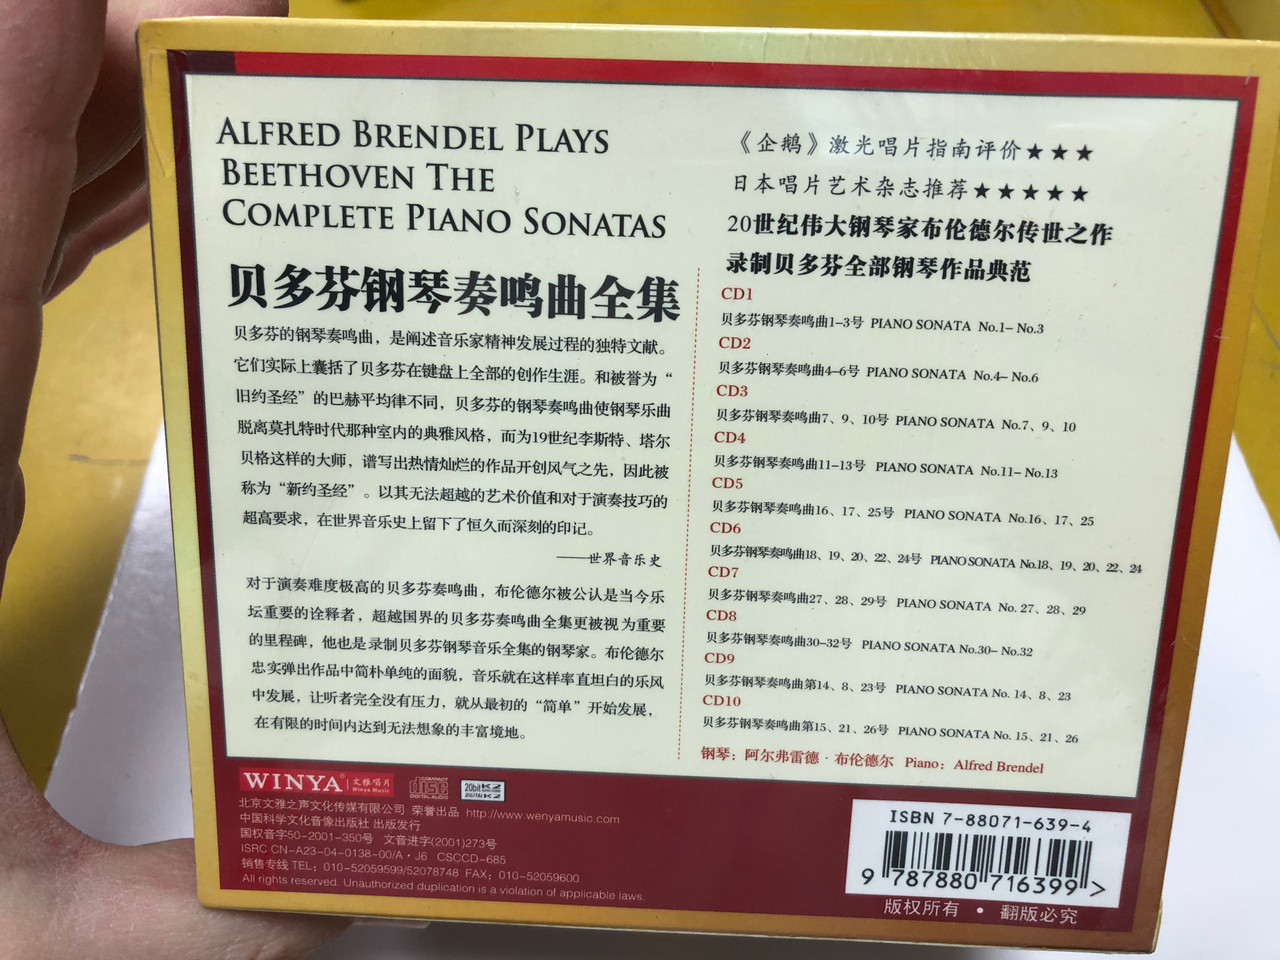 ALFRED BRENDEL PLAYS
BEETHOVEN THE
COMPLETE PIANO SONATAS
贝多芬钢琴奏鸣曲全集
贝多芬的钢琴奏鸣曲，是阐述音乐家精神发展过程的独特文献。
它们实际上囊括了贝多芬在键盘上全部的创作生涯。和被誉为“
旧约圣经”的巴赫平均律不同，贝多芬的钢琴奏鸣曲使钢琴乐曲
脱离莫扎特时代那种室内的典雅风格，而为19世纪李斯特、塔尔
贝格这样的大师，谱写出热情灿烂的作品开创风气之先，因此被
称为“新约圣经”。以其无法超越的艺术价值和对于演奏技巧的
超高要求，在世界音乐史上留下了恒久而深刻的印记。
——世界音乐史
对于演奏难度极高的贝多芬奏鸣曲，布伦德尔被公认是当今乐
坛重要的诠释者，超越国界的贝多芬奏鸣曲全集更被视为重要
的里程碑，他也是录制贝多芬钢琴音乐全集的钢琴家。布伦德尔
忠实弹出作品中简朴单纯的面貌，音乐就在这样率直坦白的乐风
中发展，让听者完全没有压力，就从最初的“简单”开始发展，
在有限的时间内达到无法想象的丰富境地。
《企鹅》激光唱片指南评价★★★
日本唱片艺术杂志推荐★★★★★
20世纪伟大钢琴家布伦德尔传世之作
录制贝多芬全部钢琴作品典范
CD1
贝多芬钢琴奏鸣曲1-3号 PIANO SONATA No.1- No.3
CD2
贝多芬钢琴奏鸣曲4-6号 PIANO SONATA No.4- No.6
CD3
贝多芬钢琴奏鸣曲7、9、10号 PIANO SONATA No.7、9、10
CD4
贝多芬钢琴奏鸣曲11-13号 PIANO SONATA No.11- No.13
CD5
贝多芬钢琴奏鸣曲16、17、25号 PIANO SONATA No.16、17、25
CD6
贝多芬钢琴奏鸣曲18、19、20、22、24号 PIANO SONATA No.18、19、20、22、24
CD7
贝多芬钢琴奏鸣曲27、28、29号 PIANO SONATA No. 27、28、29
CD8
贝多芬钢琴奏鸣曲30-32号 PIANO SONATA No.30- No.32
CD9
贝多芬钢琴奏鸣曲第14、8、23号 PIANO SONATA No. 14、8、23
CD10
贝多芬钢琴奏鸣曲第15、21、26号 PIANO SONATA No. 15、21、26
钢琴：阿尔弗雷德·布伦德尔 Piano：Alfred Brendel
WINYA® 文雅唱片 Winya Music COMPACT disc DIGITAL AUDIO 20bit K2
北京文雅之声文化传媒有限公司 荣誉出品 http://www.wenyamusic.com
中国科学文化音像出版社 出版发行
国权音字50-2001-350号 文音进字(2001)273号
ISRC CN-A23-04-0138-00/A·J6 CSCCD-685
销售专线 TEL：010-52059599/52078748 FAX：010-52059600
All rights reserved. Unauthorized duplication is a violation of applicable laws.
ISBN 7-88071-639-4
9 787880 716399 >
版权所有 · 翻版必究